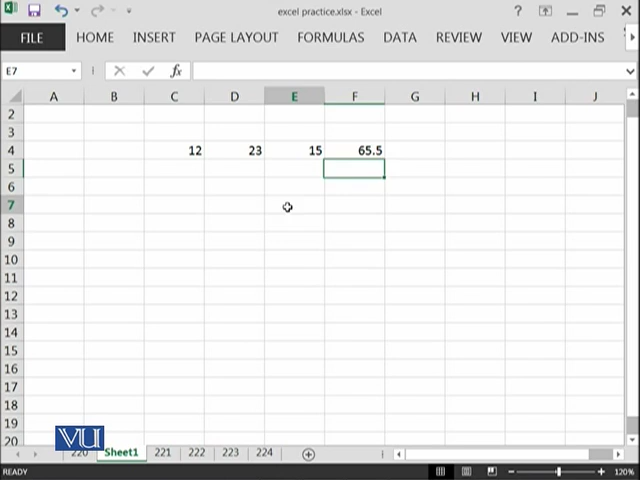 excel practice.xlsx - Excel
FILE HOME INSERT PAGE LAYOUT FORMULAS DATA REVIEW VIEW ADD-INS
E7 fx
A B C D E F G H I J
2
3
4 12 23 15 65.5
5
6
7
8
9
10
11
12
13
14
15
16
17
18
19
20
VU
220 Sheet1 221 222 223 224
READY 120%